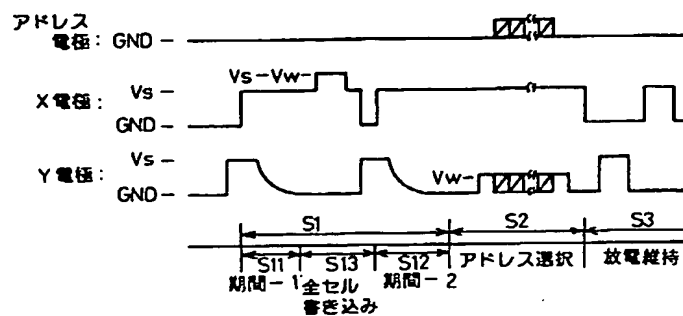 アドレス
電極: GND
Vs-Vw-
X電極: Vs
GND
Y電極: Vs
GND
Vw
S1 S2 S3
S11 S13 S12 アドレス選択 放電維持
期間-1 全セル 期間-2
書き込み